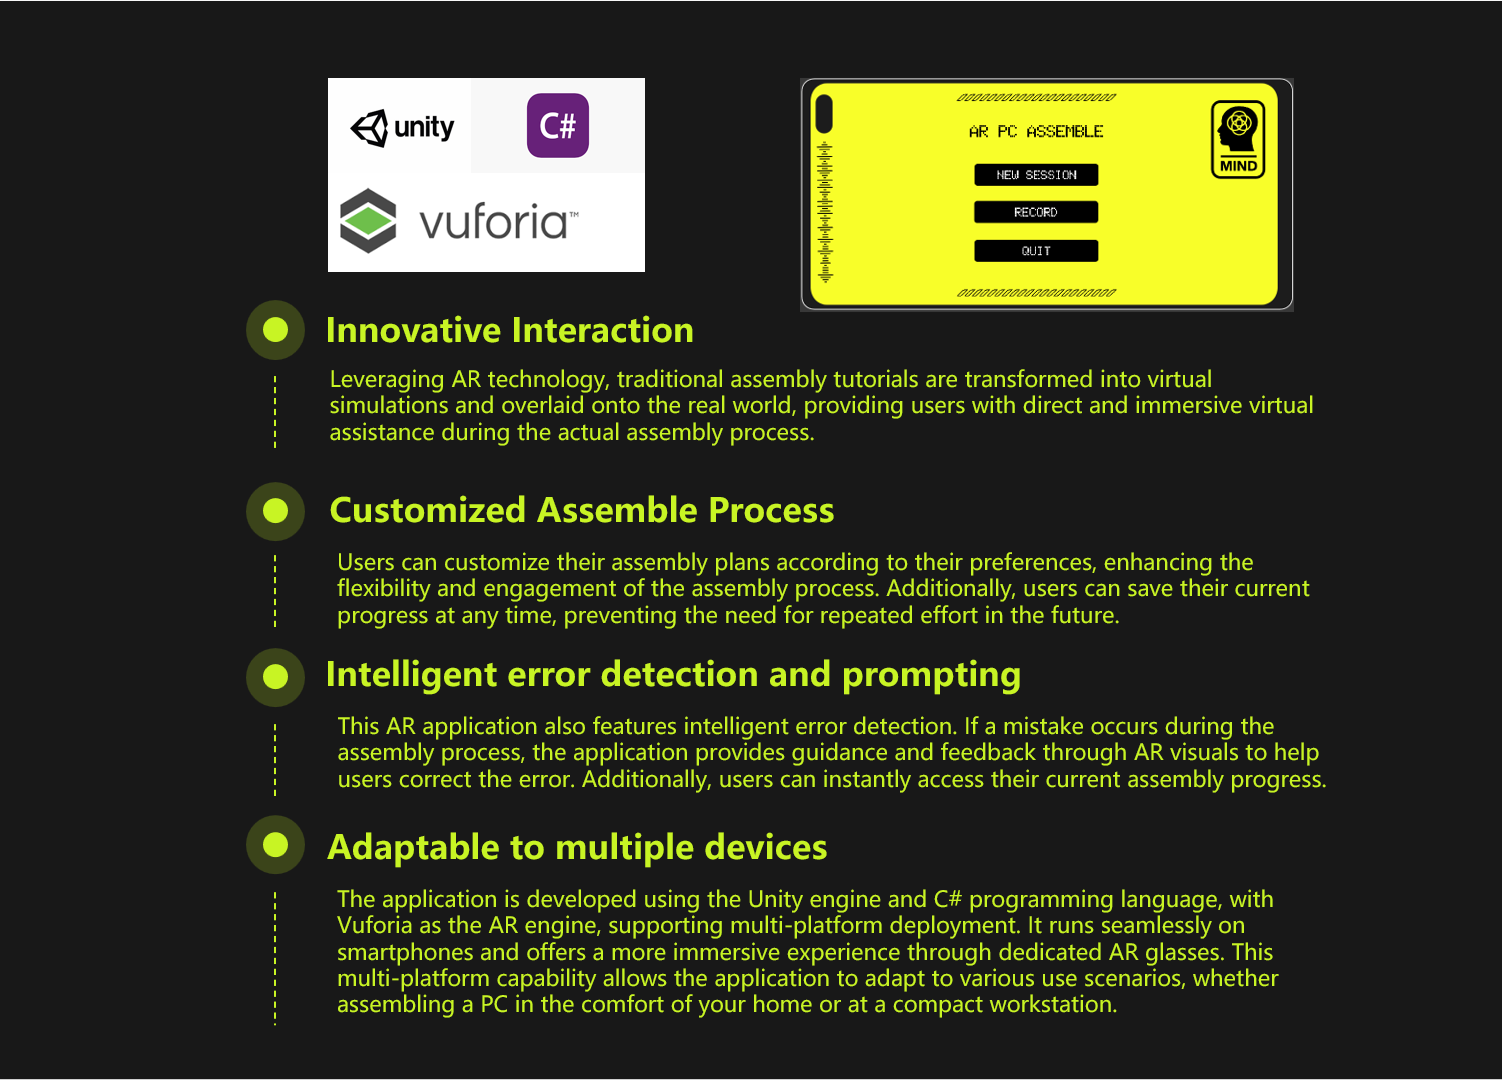 unity
C#
vuforia™
AR PC ASSEMBLE
NEW SESSION
RECORD
QUIT
MIND
Innovative Interaction
Leveraging AR technology, traditional assembly tutorials are transformed into virtual
simulations and overlaid onto the real world, providing users with direct and immersive virtual
assistance during the actual assembly process.
Customized Assemble Process
Users can customize their assembly plans according to their preferences, enhancing the
flexibility and engagement of the assembly process. Additionally, users can save their current
progress at any time, preventing the need for repeated effort in the future.
Intelligent error detection and prompting
This AR application also features intelligent error detection. If a mistake occurs during the
assembly process, the application provides guidance and feedback through AR visuals to help
users correct the error. Additionally, users can instantly access their current assembly progress.
Adaptable to multiple devices
The application is developed using the Unity engine and C# programming language, with
Vuforia as the AR engine, supporting multi-platform deployment. It runs seamlessly on
smartphones and offers a more immersive experience through dedicated AR glasses. This
multi-platform capability allows the application to adapt to various use scenarios, whether
assembling a PC in the comfort of your home or at a compact workstation.